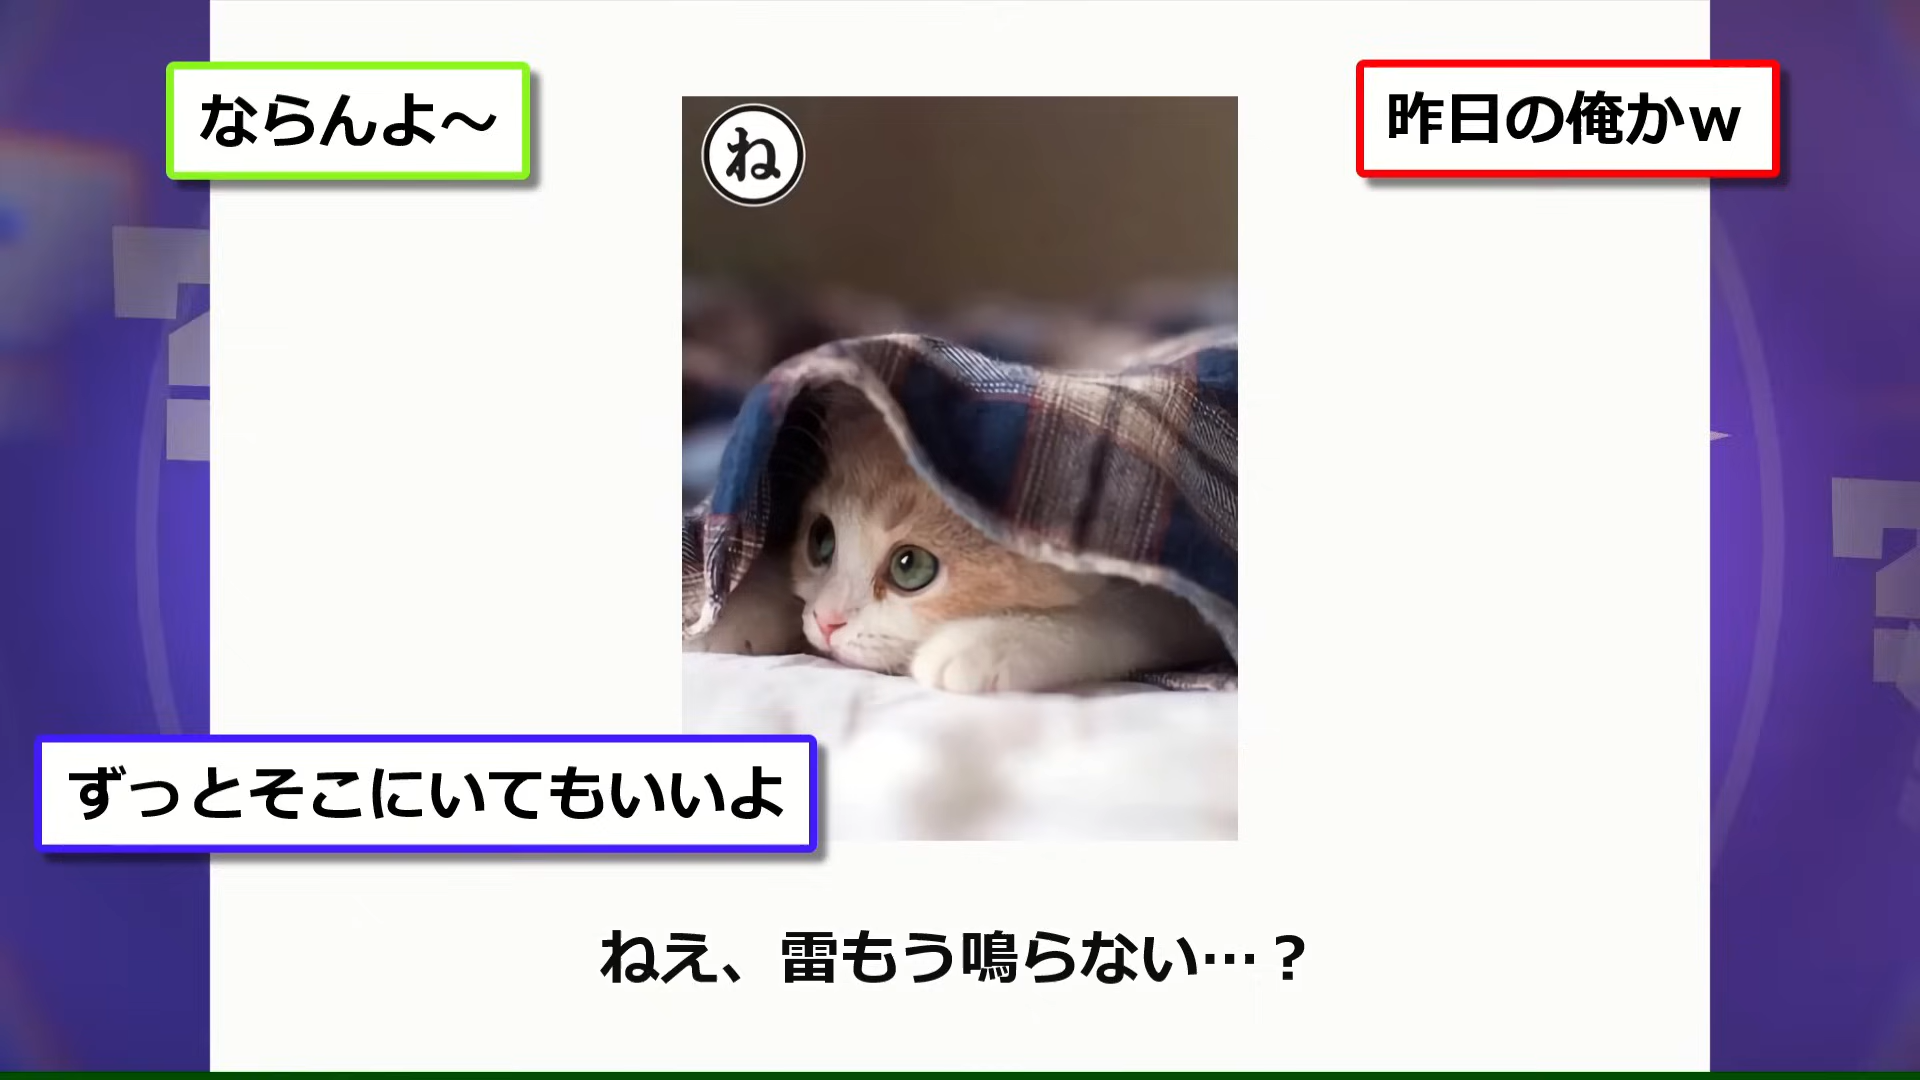 ならんよ～
昨日の俺かｗ
ね
ずっとそこにいてもいいよ
ねえ、雷もう鳴らない…？